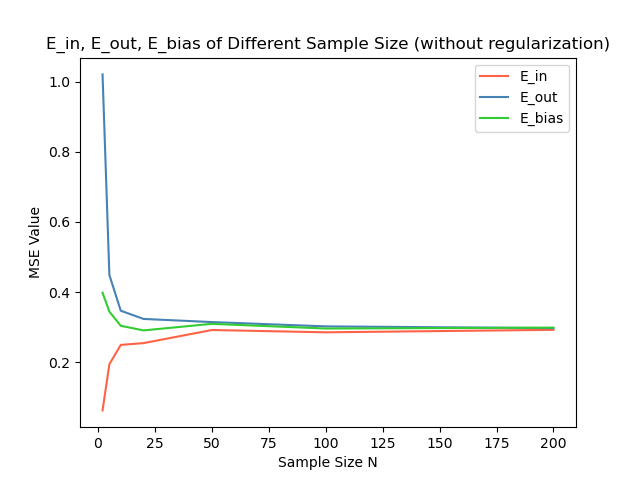 E_in, E_out, E_bias of Different Sample Size (without regularization)
E_in
E_out
E_bias
MSE Value
1.0
0.8
0.6
0.4
0.2
0 25 50 75 100 125 150 175 200
Sample Size N